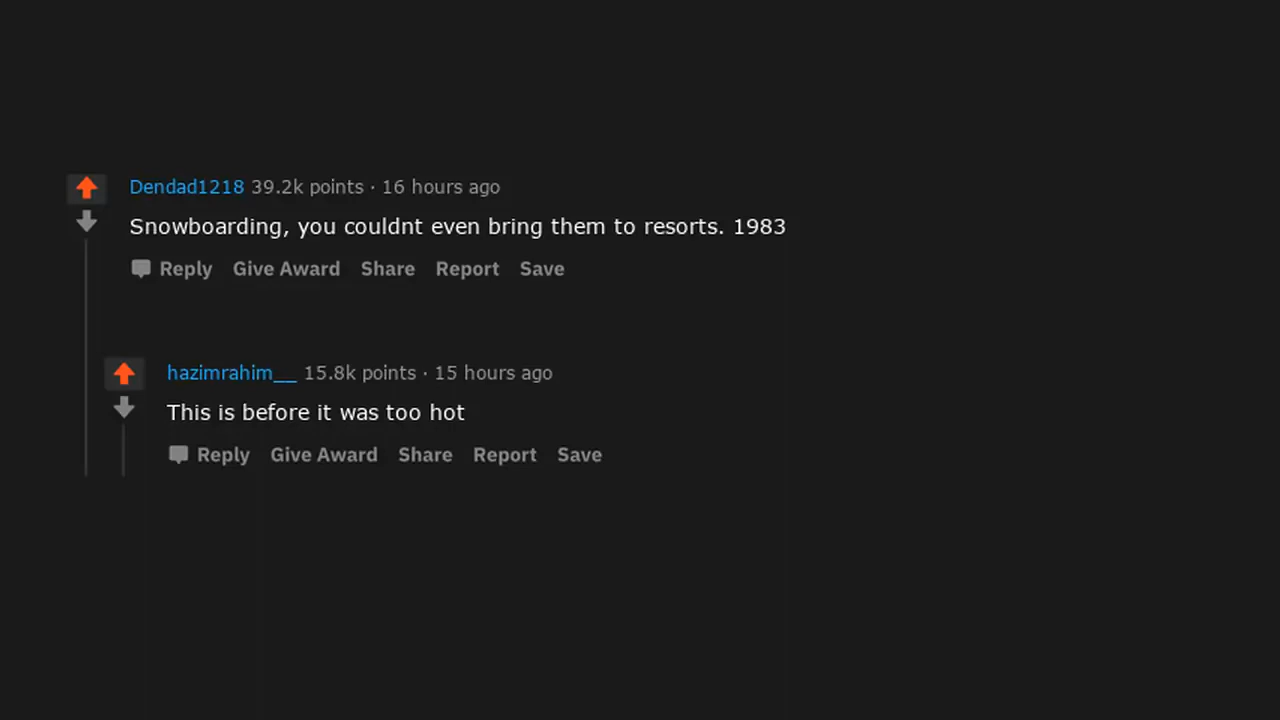 Dendad1218 39.2k points · 16 hours ago
Snowboarding, you couldnt even bring them to resorts. 1983
Reply Give Award Share Report Save
hazimrahim__ 15.8k points · 15 hours ago
This is before it was too hot
Reply Give Award Share Report Save